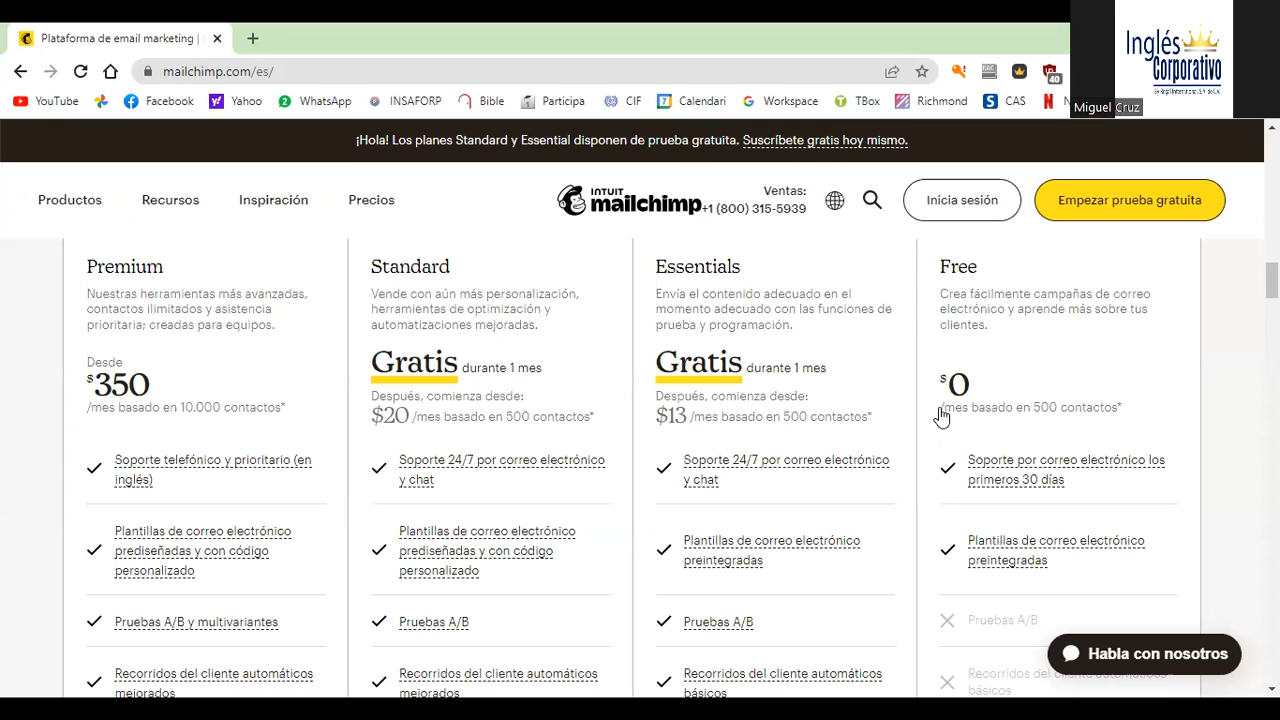 Plataforma de email marketing |
Inglés
Corporativo
by Regal International, S.A. de C.V.
Miguel Cruz
mailchimp.com/es/
40
YouTube
Facebook
Yahoo
WhatsApp
INSAFORP
Bible
Participa
CIF
Calendari
Workspace
TBox
Richmond
CAS
¡Hola! Los planes Standard y Essential disponen de prueba gratuita. Suscríbete gratis hoy mismo.
Productos
Recursos
Inspiración
Precios
INTUIT
mailchimp
Ventas:
+1 (800) 315-5939
Inicia sesión
Empezar prueba gratuita
Premium
Nuestras herramientas más avanzadas,
contactos ilimitados y asistencia
prioritaria; creadas para equipos.
Desde
$350
/mes basado en 10.000 contactos*
Soporte telefónico y prioritario (en
inglés)
Plantillas de correo electrónico
prediseñadas y con código
personalizado
Pruebas A/B y multivariantes
Recorridos del cliente automáticos
mejorados
Standard
Vende con aún más personalización,
herramientas de optimización y
automatizaciones mejoradas.
Gratis durante 1 mes
Después, comienza desde:
$20 /mes basado en 500 contactos*
Soporte 24/7 por correo electrónico
y chat
Plantillas de correo electrónico
prediseñadas y con código
personalizado
Pruebas A/B
Recorridos del cliente automáticos
mejorados
Essentials
Envía el contenido adecuado en el
momento adecuado con las funciones de
prueba y programación.
Gratis durante 1 mes
Después, comienza desde:
$13 /mes basado en 500 contactos*
Soporte 24/7 por correo electrónico
y chat
Plantillas de correo electrónico
preintegradas
Pruebas A/B
Recorridos del cliente automáticos
básicos
Free
Crea fácilmente campañas de correo
electrónico y aprende más sobre tus
clientes.
$0
/mes basado en 500 contactos*
Soporte por correo electrónico los
primeros 30 días
Plantillas de correo electrónico
preintegradas
Pruebas A/B
Recorridos del cliente automáticos
básicos
Habla con nosotros